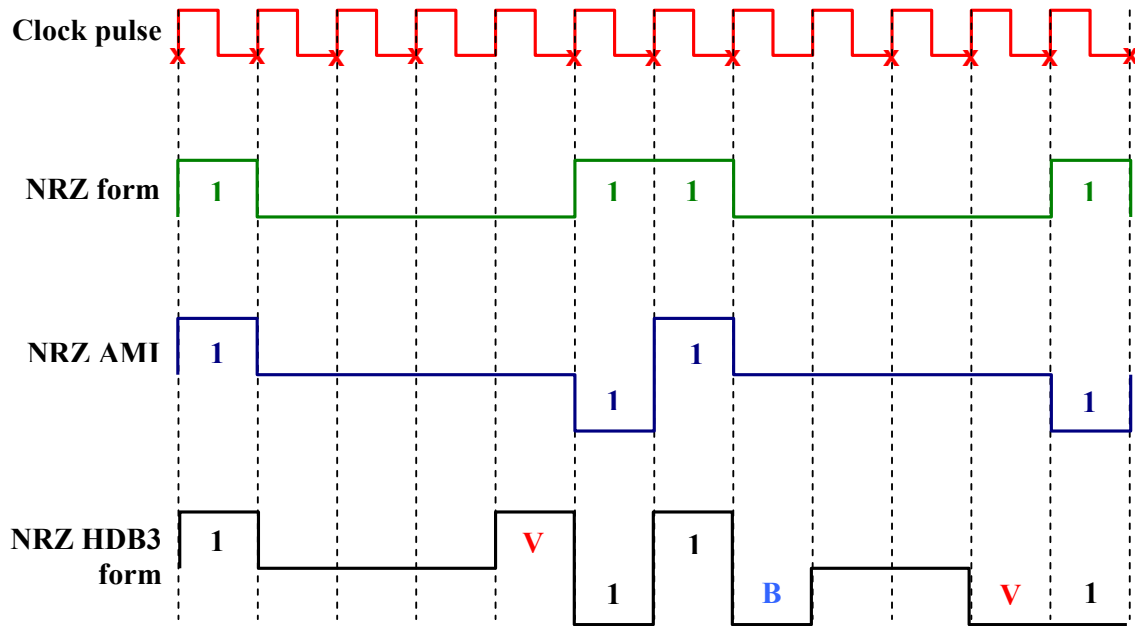 Clock pulse
x x x x x x x x x x
NRZ form
1 1 1 1
NRZ AMI
1 1 1 1
NRZ HDB3
form
1 V 1 1 B V 1